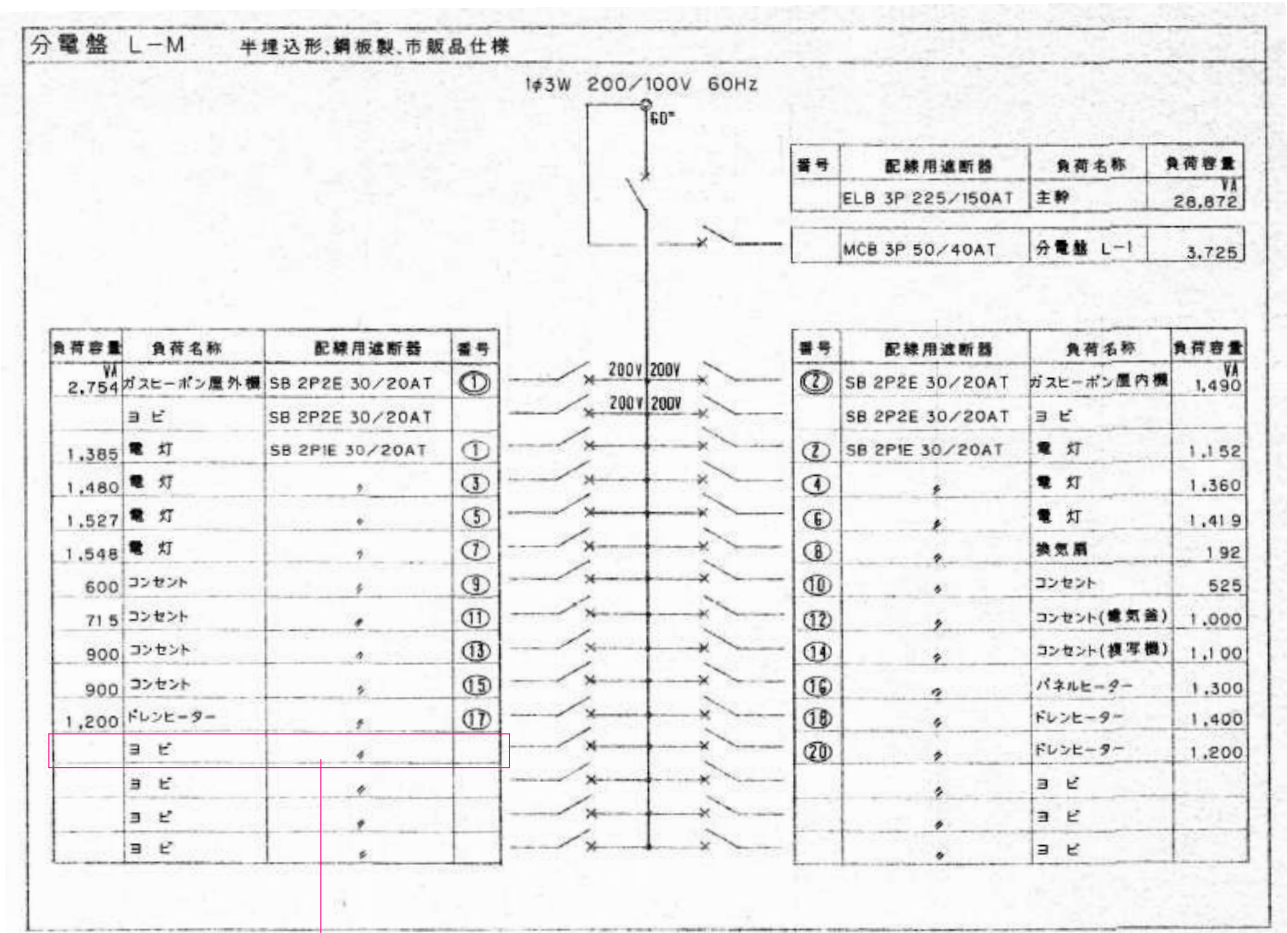 分電盤 L-M 半埋込形、鋼板製、市販品仕様
1φ3W 200/100V 60Hz
60°
番号 配線用遮断器 負荷名称 負荷容量
ELB 3P 225/150AT 主幹 VA 28,872
MCB 3P 50/40AT 分電盤 L-1 3,725
負荷容量 負荷名称 配線用遮断器 番号
VA 2,754 ガスヒーポン屋外機 SB 2P2E 30/20AT ①
ヨビ SB 2P2E 30/20AT
1,385 電灯 SB 2P1E 30/20AT ①
1,480 電灯 〃 ③
1,527 電灯 〃 ⑤
1,548 電灯 〃 ⑦
600 コンセント 〃 ⑨
715 コンセント 〃 ⑪
900 コンセント 〃 ⑬
900 コンセント 〃 ⑮
1,200 ドレンヒーター 〃 ⑰
ヨビ 〃
ヨビ 〃
ヨビ 〃
ヨビ 〃
200V 200V
200V 200V
番号 配線用遮断器 負荷名称 負荷容量
② SB 2P2E 30/20AT ガスヒーポン屋内機 VA 1,490
SB 2P2E 30/20AT ヨビ
② SB 2P1E 30/20AT 電灯 1,152
④ 〃 電灯 1,360
⑥ 〃 電灯 1,419
⑧ 〃 換気扇 192
⑩ 〃 コンセント 525
⑫ 〃 コンセント(電気釜) 1,000
⑭ 〃 コンセント(複写機) 1,100
⑯ 〃 パネルヒーター 1,300
⑱ 〃 ドレンヒーター 1,400
⑳ 〃 ドレンヒーター 1,200
〃 ヨビ
〃 ヨビ
〃 ヨビ